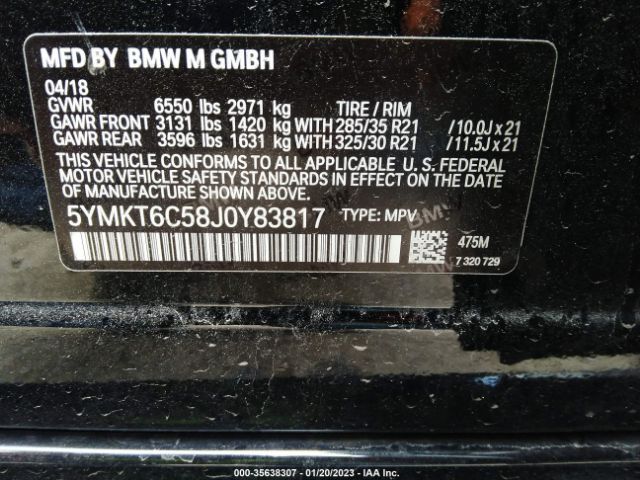 MFD BY BMW M GMBH
04/18
GVWR 6550 lbs 2971 kg TIRE / RIM
GAWR FRONT 3131 lbs 1420 kg WITH 285/35 R21 /10.0J x 21
GAWR REAR 3596 lbs 1631 kg WITH 325/30 R21 /11.5J x 21
THIS VEHICLE CONFORMS TO ALL APPLICABLE U. S. FEDERAL
MOTOR VEHICLE SAFETY STANDARDS IN EFFECT ON THE DATE
OF MANUFACTURE SHOWN ABOVE.
5YMKT6C58J0Y83817 TYPE: MPV
475M
7 320 729
000-35638307 - 01/20/2023 - IAA Inc.